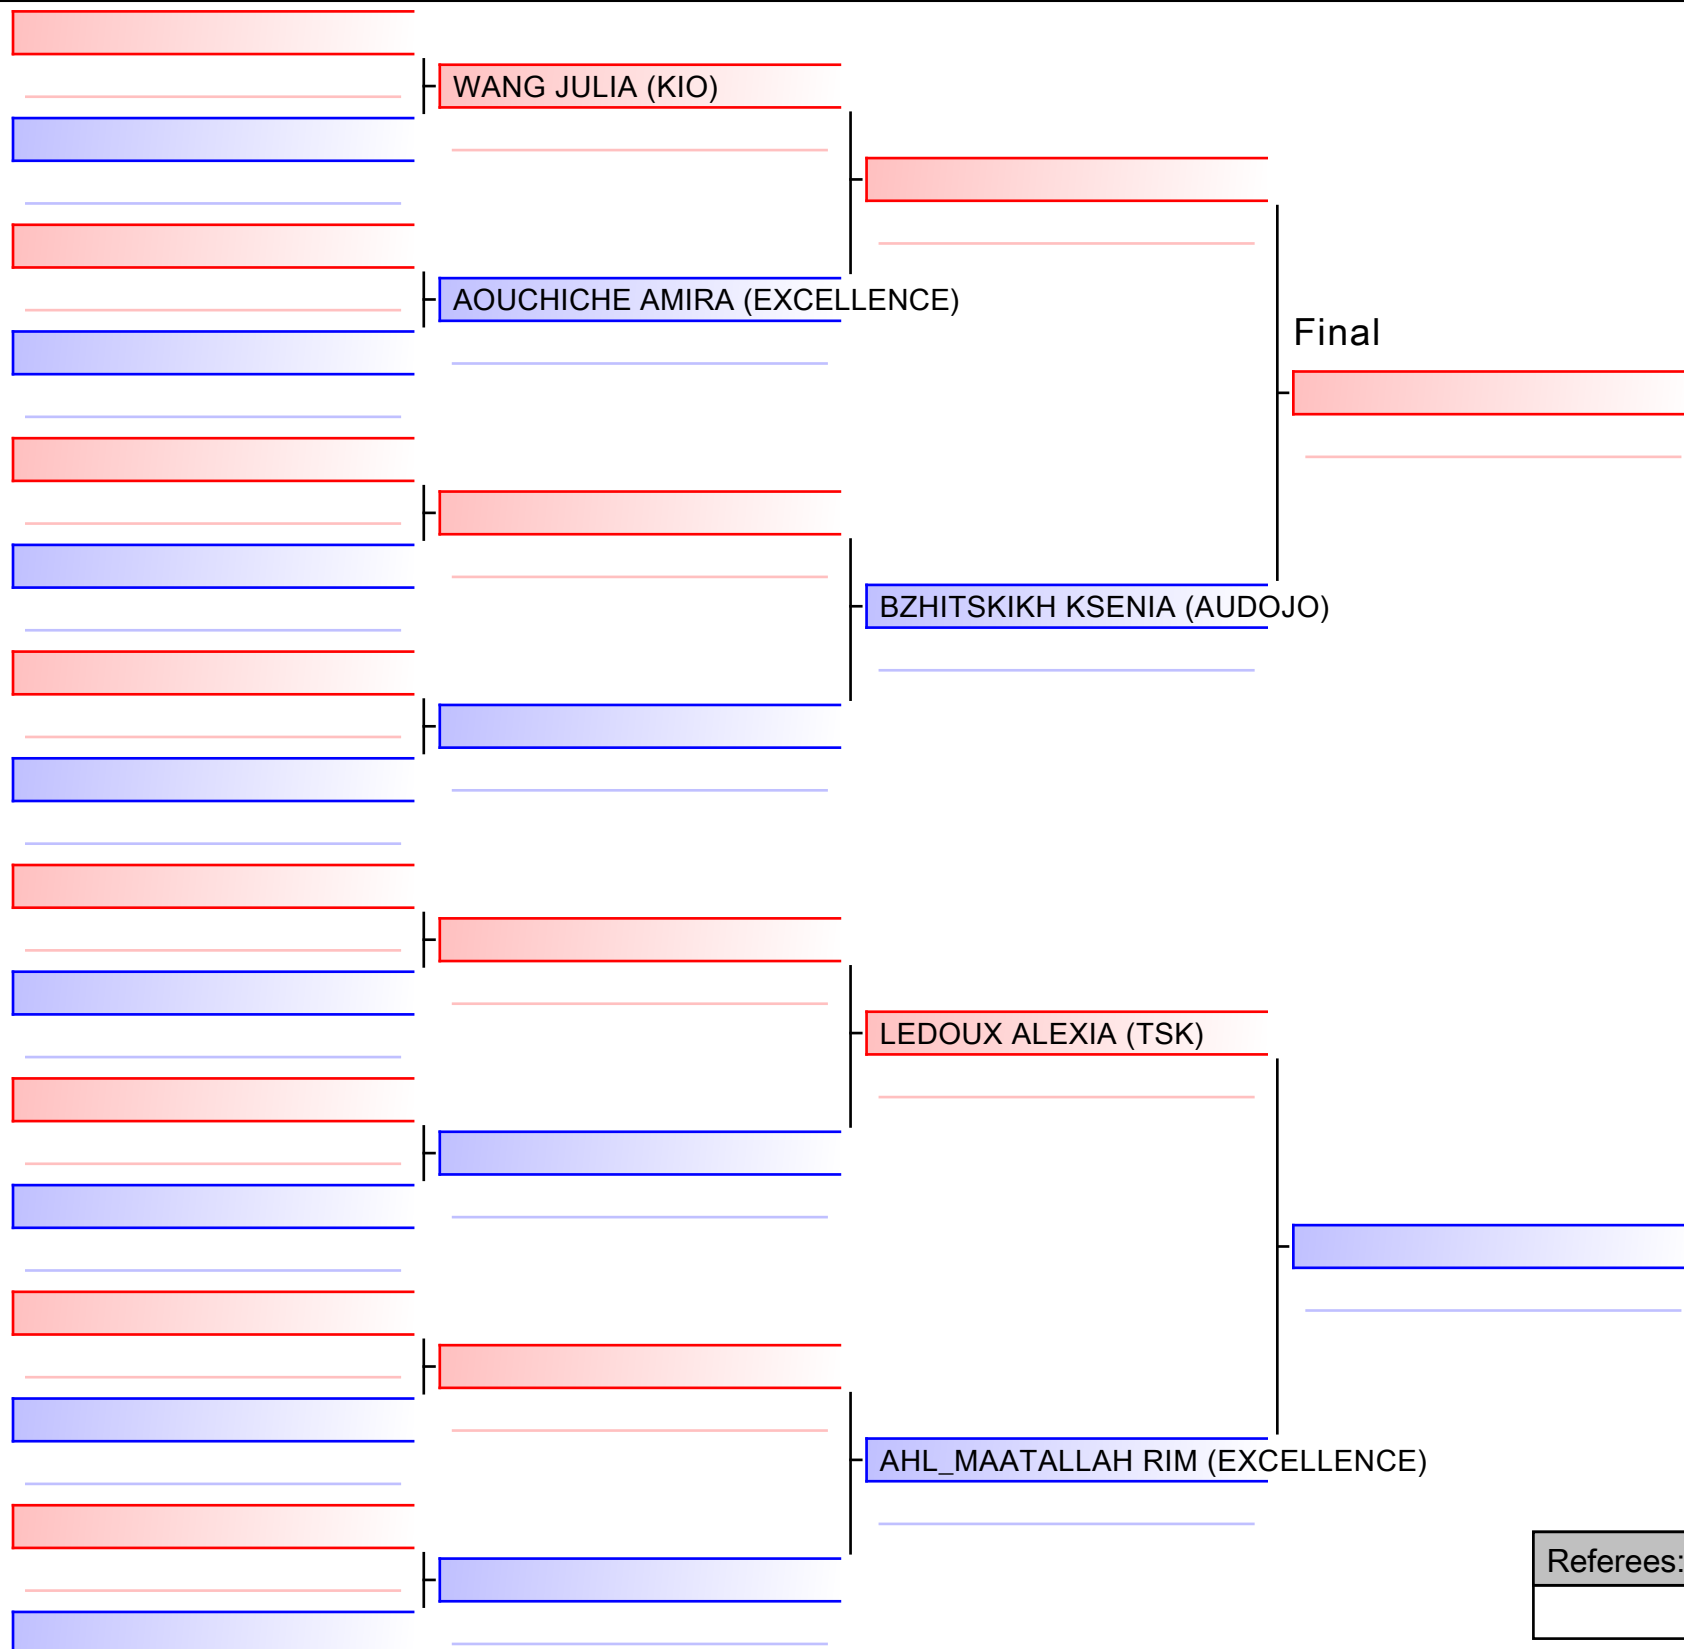 WANG JULIA (KIO)
AOUCHICHE AMIRA (EXCELLENCE)
Final
BZHITSKIKH KSENIA (AUDOJO)
LEDOUX ALEXIA (TSK)
AHL_MAATALLAH RIM (EXCELLENCE)
Referees: